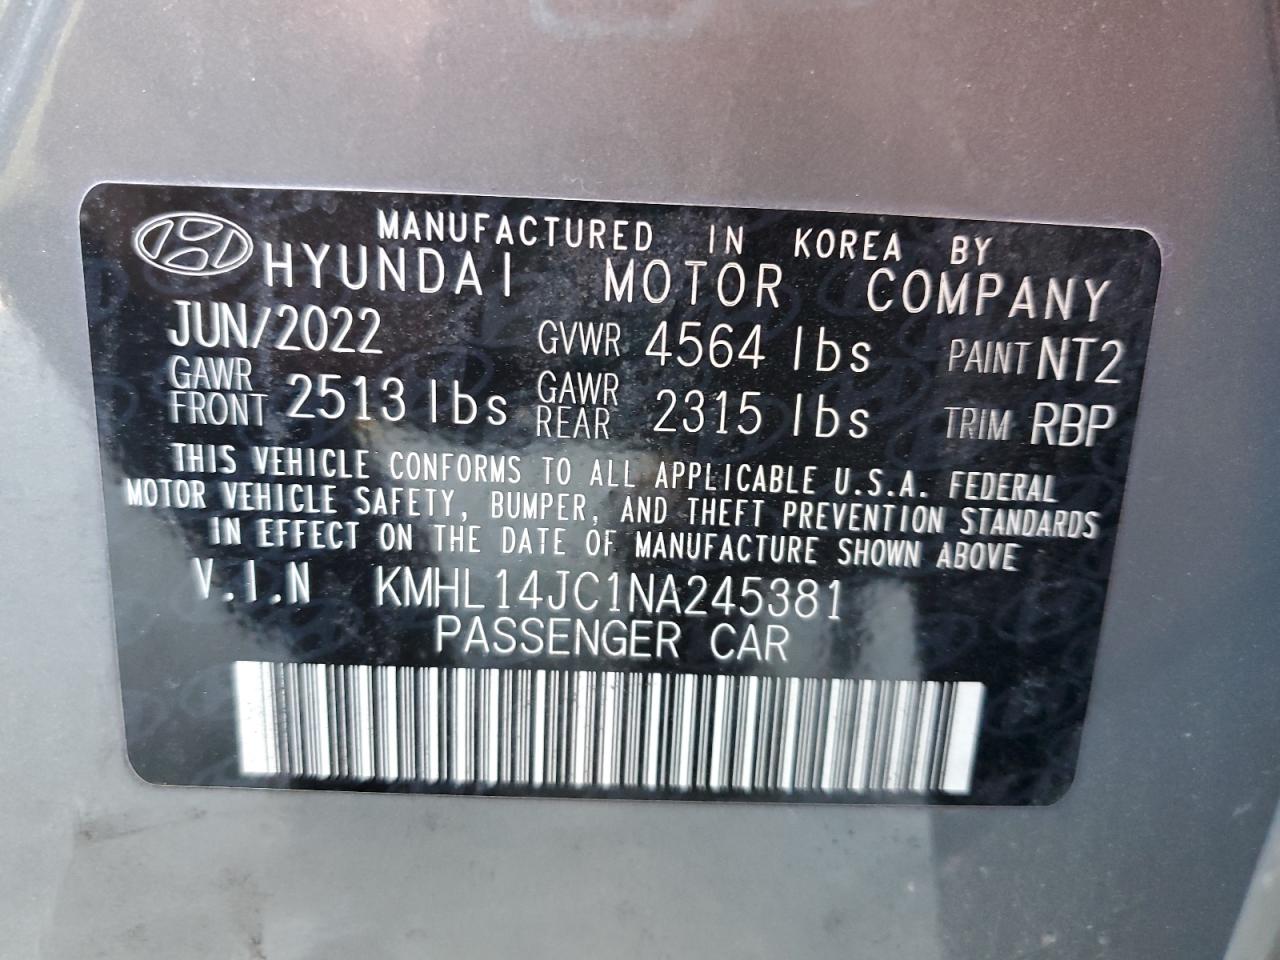 MANUFACTURED IN KOREA BY
HYUNDAI MOTOR COMPANY
JUN/2022 GVWR 4564 lbs PAINT NT2
GAWR FRONT 2513 lbs GAWR REAR 2315 lbs TRIM RBP
THIS VEHICLE CONFORMS TO ALL APPLICABLE U.S.A. FEDERAL
MOTOR VEHICLE SAFETY, BUMPER, AND THEFT PREVENTION STANDARDS
IN EFFECT ON THE DATE OF MANUFACTURE SHOWN ABOVE
V.I.N KMHL14JC1NA245381
PASSENGER CAR